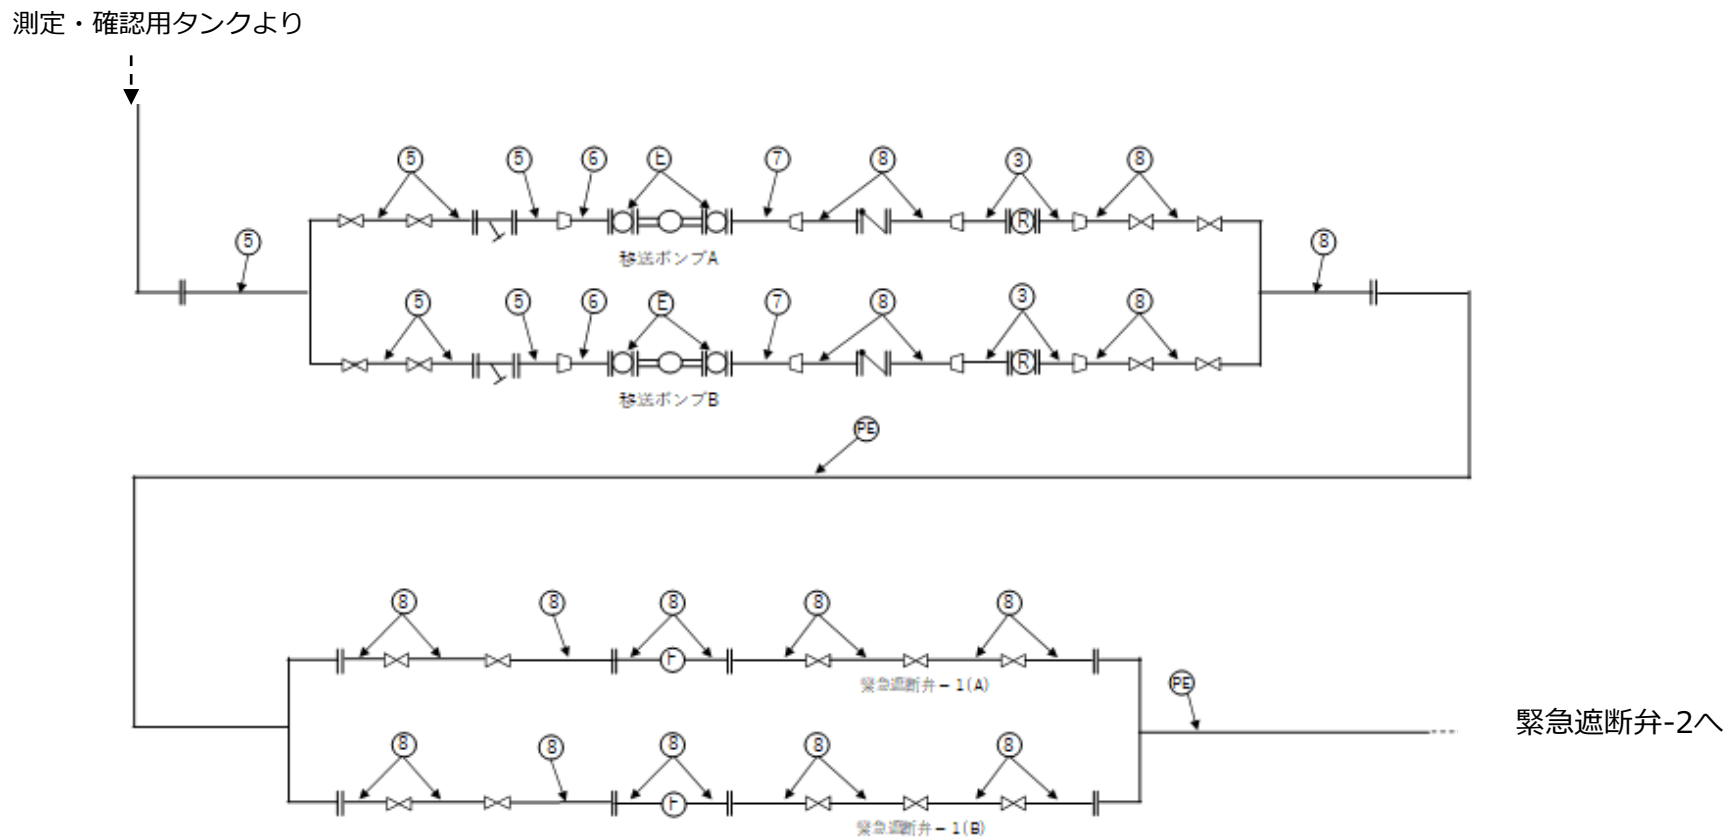 測定・確認用タンクより
⑤ ⑤ ⑥ Ⓔ ⑦ ⑧ ③ ⑧
Ⓡ
移送ポンプA
⑤ ⑧
⑤ ⑤ ⑥ Ⓔ ⑦ ⑧ ③ ⑧
Ⓡ
移送ポンプB
PE
⑧ ⑧ ⑧ ⑧ ⑧
Ⓕ
緊急遮断弁－1(A)
PE
緊急遮断弁-2へ
⑧ ⑧ ⑧ ⑧ ⑧
Ⓕ
緊急遮断弁－1(B)